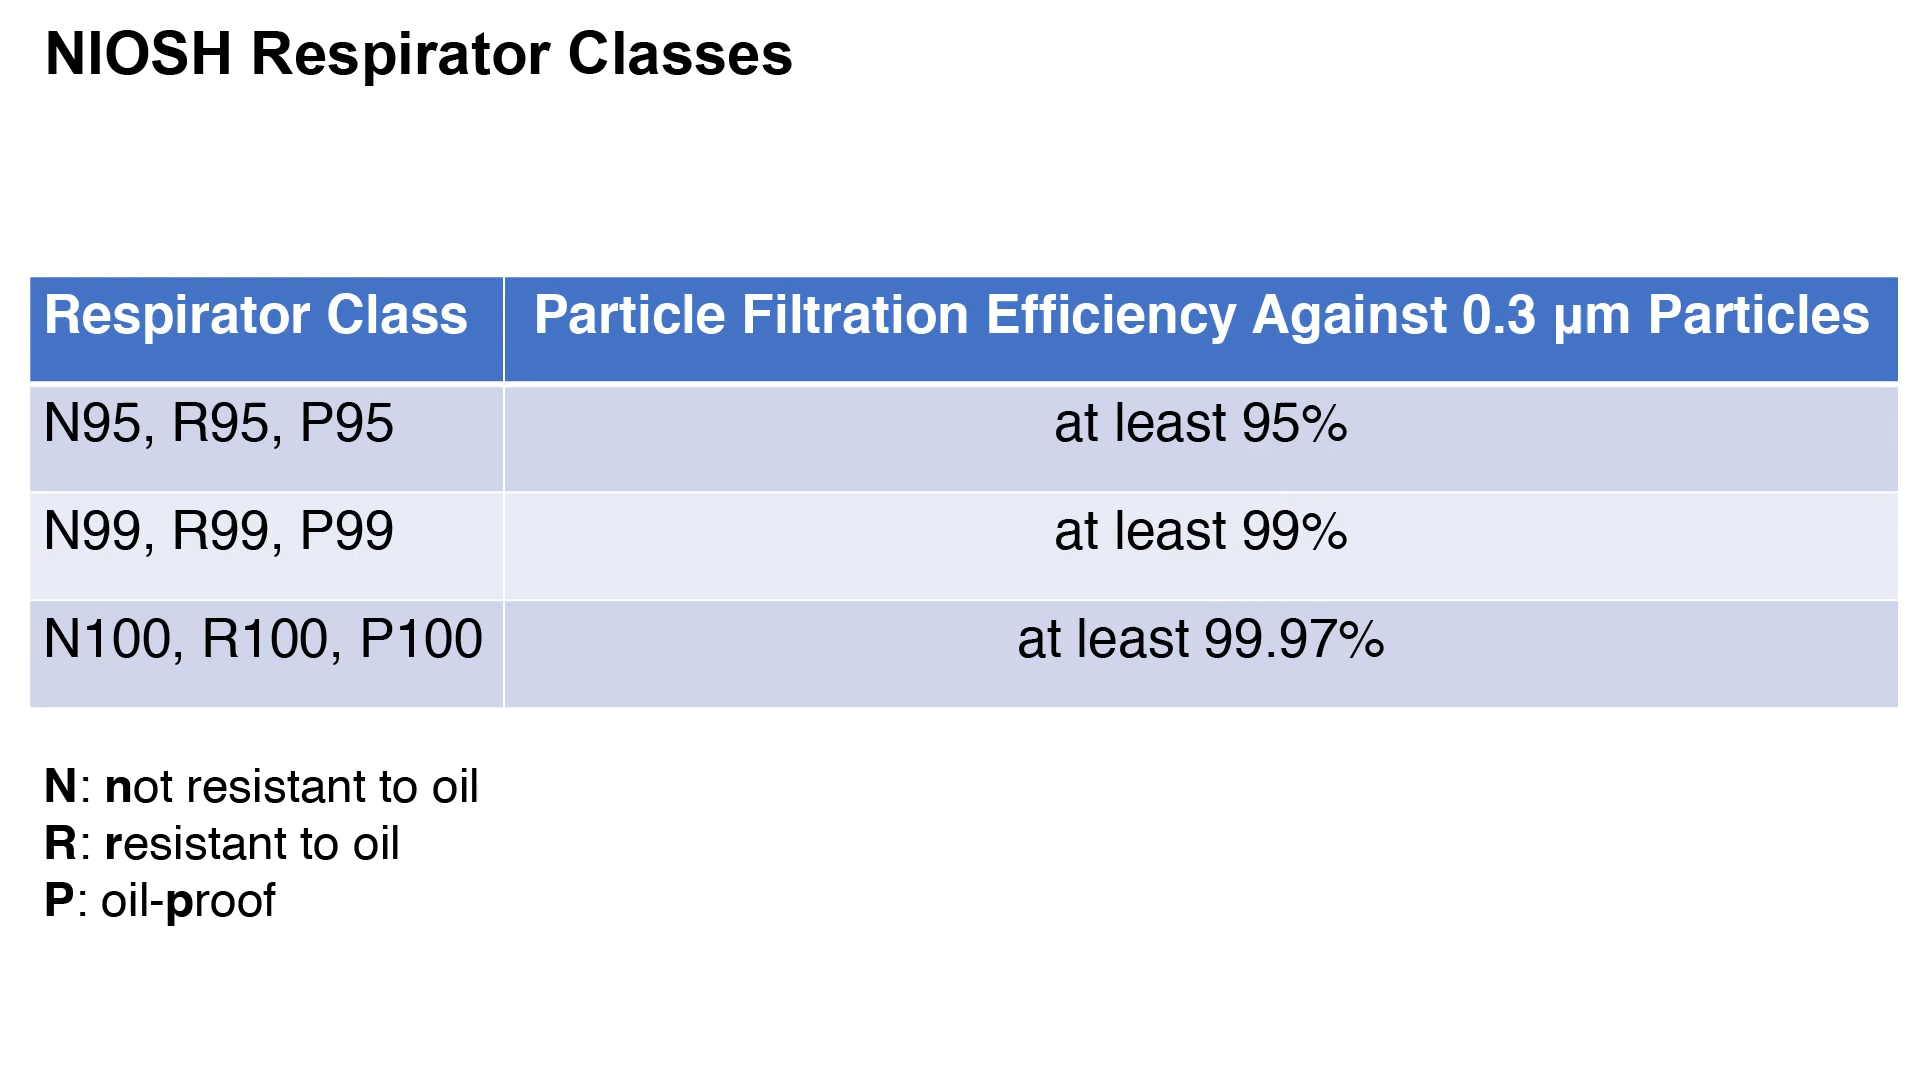 NIOSH Respirator Classes
Respirator Class Particle Filtration Efficiency Against 0.3 µm Particles
N95, R95, P95 at least 95%
N99, R99, P99 at least 99%
N100, R100, P100 at least 99.97%
N: not resistant to oil
R: resistant to oil
P: oil-proof